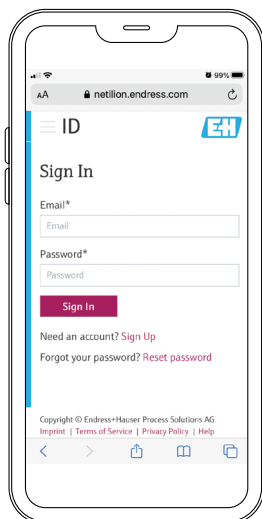 99%
AA netilion.endress.com
ID EH
Sign In
Email*
Email
Password*
Password
Sign In
Need an account? Sign Up
Forgot your password? Reset password
Copyright © Endress+Hauser Process Solutions AG
Imprint | Terms of Service | Privacy Policy | Help